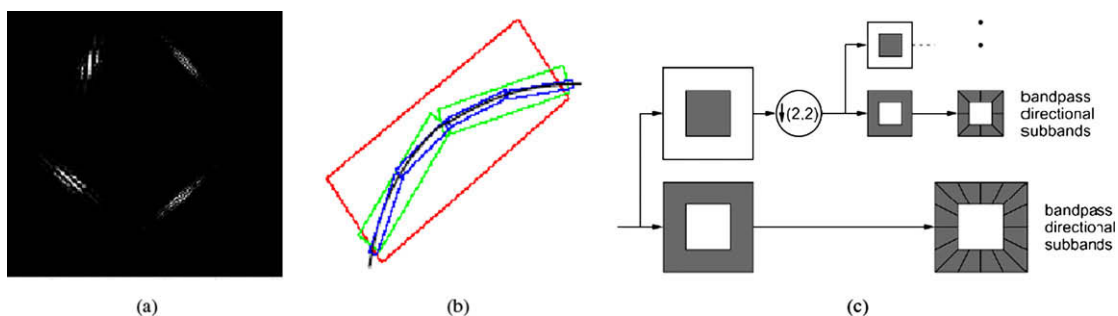 bandpass
directional
subbands
(2,2)
bandpass
directional
subbands
(a)
(b)
(c)